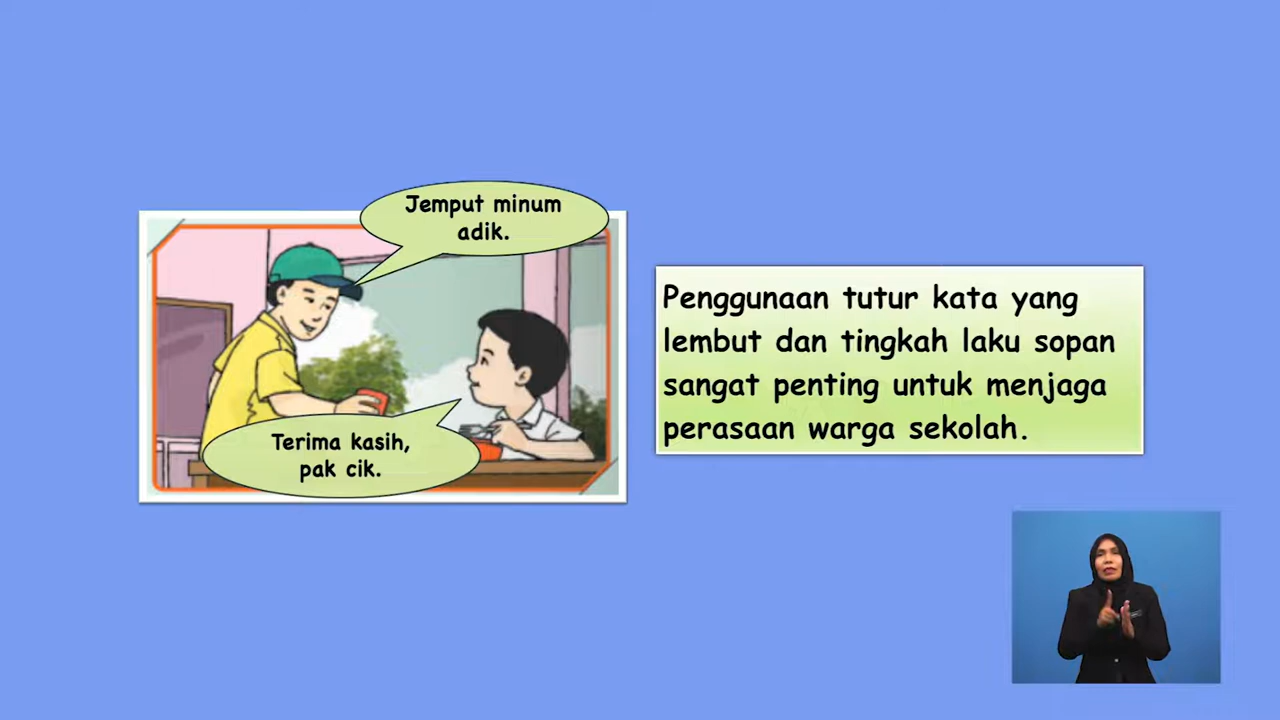 Jemput minum
adik.
Terima kasih,
pak cik.
Penggunaan tutur kata yang
lembut dan tingkah laku sopan
sangat penting untuk menjaga
perasaan warga sekolah.